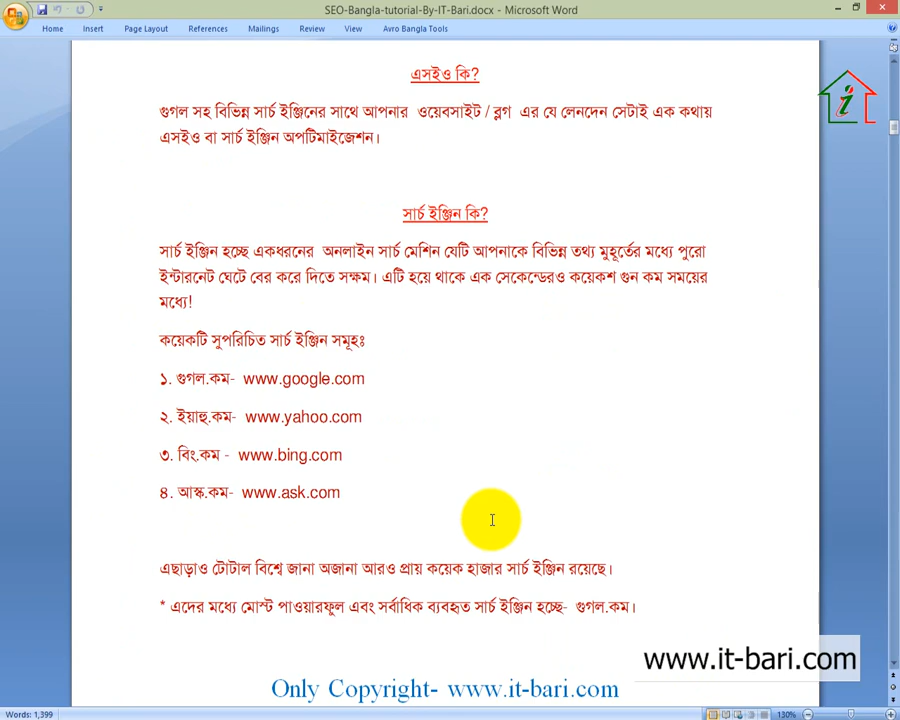 SEO-Bangla-tutorial-By-IT-Bari.docx - Microsoft Word
Home Insert Page Layout References Mailings Review View Avro Bangla Tools
এসইও কি?
গুগল সহ বিভিন্ন সার্চ ইঞ্জিনের সাথে আপনার ওয়েবসাইট / ব্লগ এর যে লেনদেন সেটাই এক কথায়
এসইও বা সার্চ ইঞ্জিন অপটিমাইজেশন।
সার্চ ইঞ্জিন কি?
সার্চ ইঞ্জিন হচ্ছে একধরনের অনলাইন সার্চ মেশিন যেটি আপনাকে বিভিন্ন তথ্য মুহূর্তের মধ্যে পুরো
ইন্টারনেট ঘেটে বের করে দিতে সক্ষম। এটি হয়ে থাকে এক সেকেন্ডেরও কয়েকশ গুন কম সময়ের
মধ্যে!
কয়েকটি সুপরিচিত সার্চ ইঞ্জিন সমূহঃ
১. গুগল.কম- www.google.com
২. ইয়াহু.কম- www.yahoo.com
৩. বিং.কম - www.bing.com
৪. আস্ক.কম- www.ask.com
এছাড়াও টোটাল বিশ্বে জানা অজানা আরও প্রায় কয়েক হাজার সার্চ ইঞ্জিন রয়েছে।
* এদের মধ্যে মোস্ট পাওয়ারফুল এবং সর্বাধিক ব্যবহৃত সার্চ ইঞ্জিন হচ্ছে- গুগল.কম।
www.it-bari.com
Only Copyright- www.it-bari.com
Words: 1,399 130%